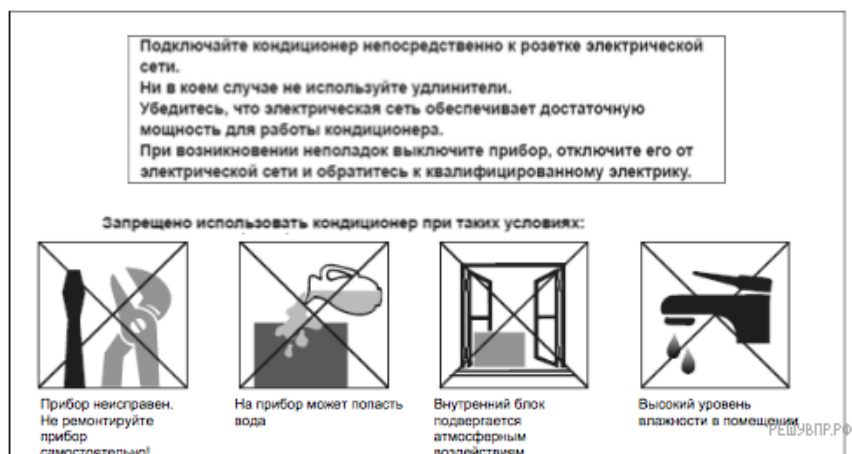 Подключайте кондиционер непосредственно к розетке электрической
сети.
Ни в коем случае не используйте удлинители.
Убедитесь, что электрическая сеть обеспечивает достаточную
мощность для работы кондиционера.
При возникновении неполадок выключите прибор, отключите его от
электрической сети и обратитесь к квалифицированному электрику.
Запрещено использовать кондиционер при таких условиях:
Прибор неисправен.
Не ремонтируйте
прибор
самостоятельно!
На прибор может попасть
вода
Внутренний блок
подвергается
атмосферным
воздействиям
Высокий уровень
влажности в помещении
РЕШУВПР.РФ